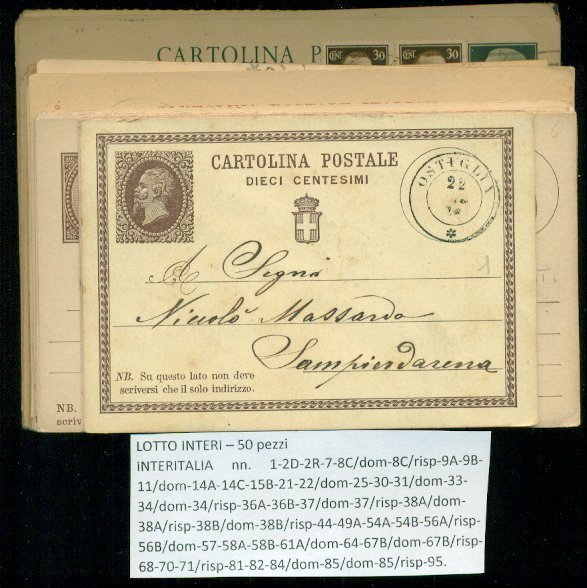 CARTOLINA P
CENT. 30 CENT. 30
CARTOLINA POSTALE
DIECI CENTESIMI
OSTIGLIA
22
A Segni
Niccolò Massardo
Sampierdarena
NB. Su questo lato non deve
scriversi che il solo indirizzo.
1
NB.
scriv
LOTTO INTERI – 50 pezzi
INTERITALIA nn. 1-2D-2R-7-8C/dom-8C/risp-9A-9B-
11/dom-14A-14C-15B-21-22/dom-25-30-31/dom-33-
34/dom-34/risp-36A-36B-37/dom-37/risp-38A/dom-
38A/risp-38B/dom-38B/risp-44-49A-54A-54B-56A/risp-
56B/dom-57-58A-58B-61A/dom-64-67B/dom-67B/risp-
68-70-71/risp-81-82-84/dom-85/dom-85/risp-95.